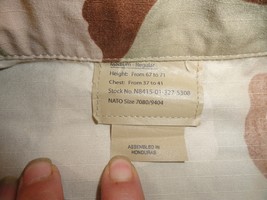 Medium - Regular
Height: From 67 to 71
Chest: From 37 to 41
Stock No. N8415-01-327-5308
NATO Size 7080/9404
ASSEMBLED IN
HONDURAS